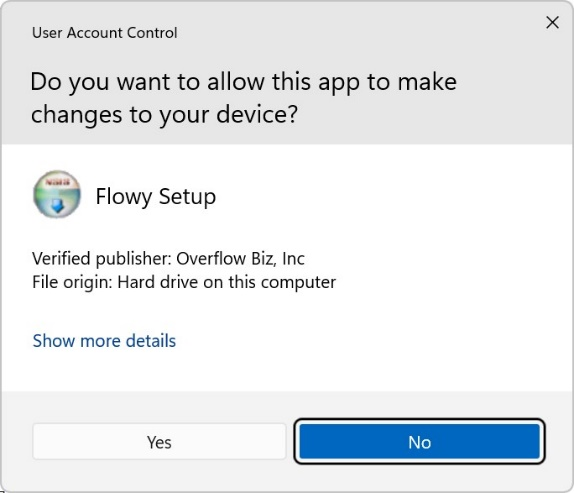 User Account Control
Do you want to allow this app to make
changes to your device?
Flowy Setup
Verified publisher: Overflow Biz, Inc
File origin: Hard drive on this computer
Show more details
Yes
No